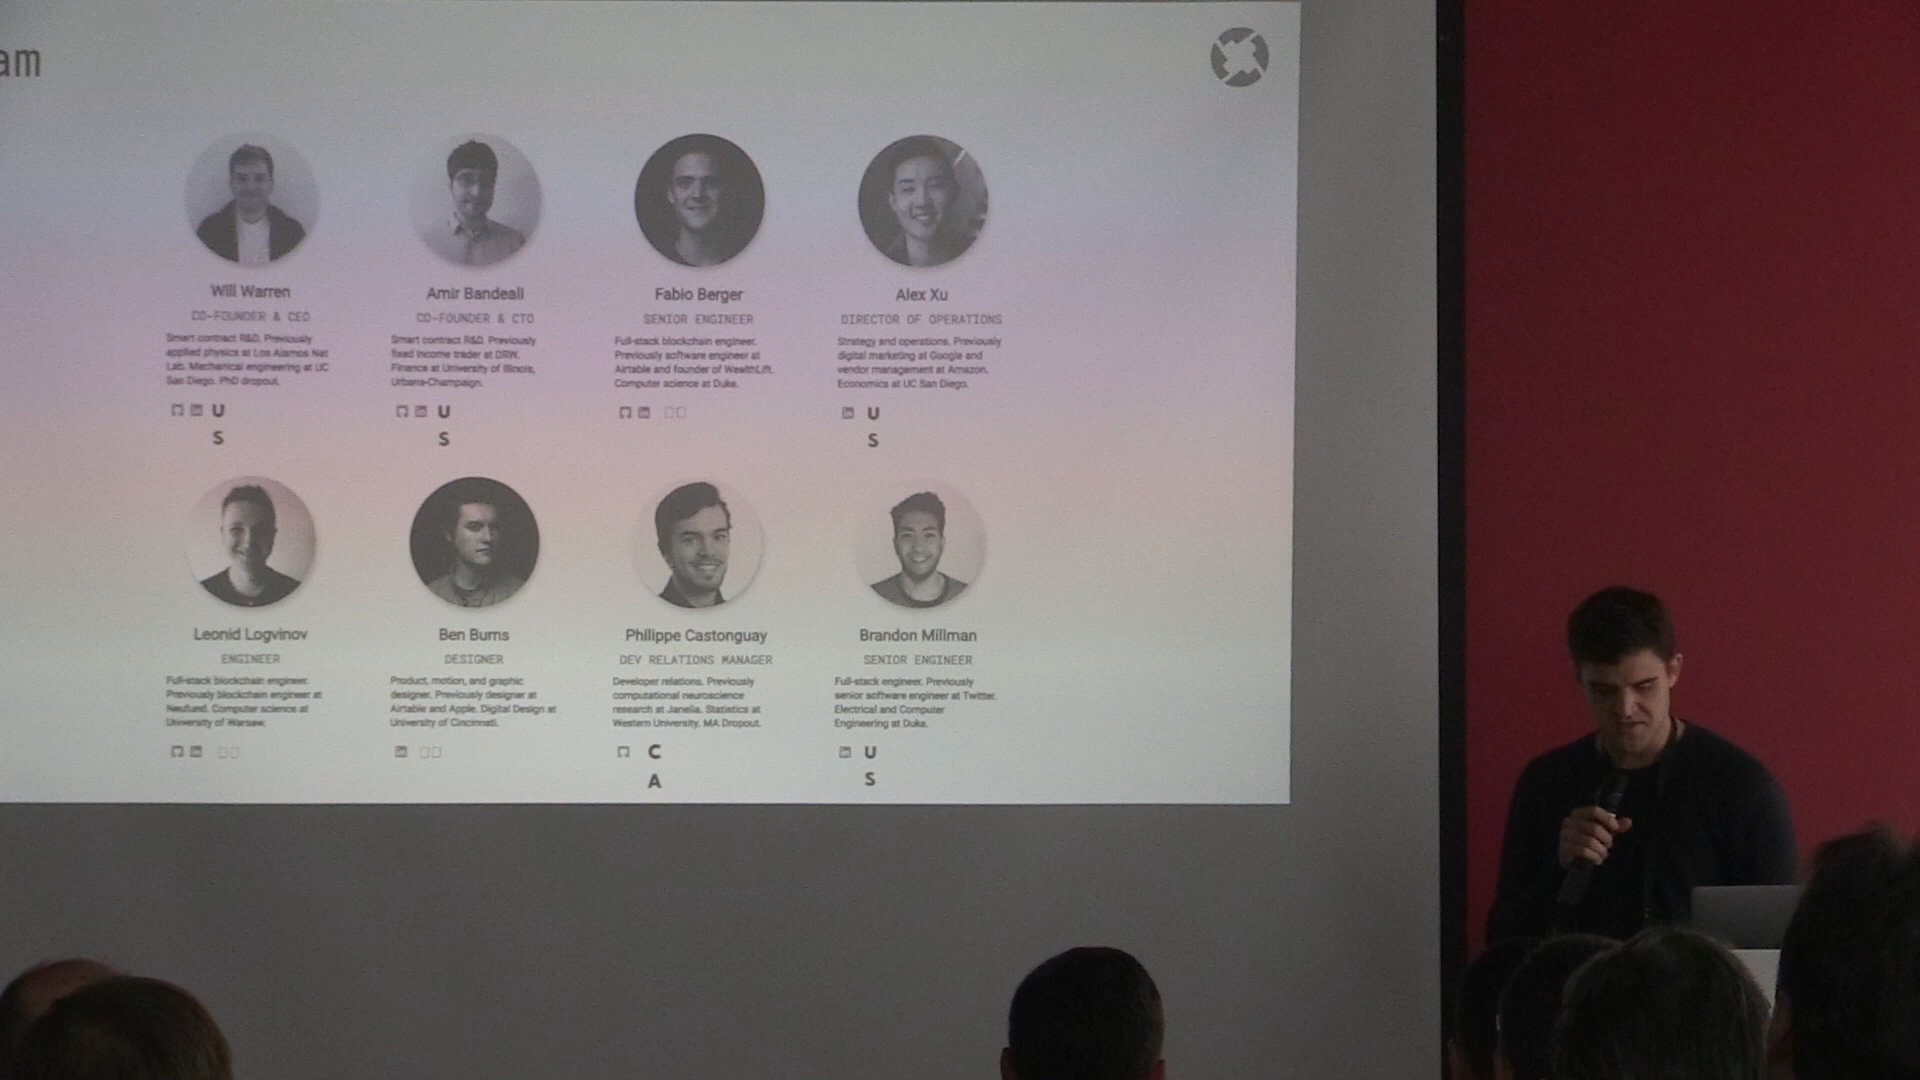 am
Will Warren
CO-FOUNDER & CEO
Smart contract R&D. Previously
applied physics at Los Alamos Nat
Lab. Mechanical engineering at UC
San Diego. PhD dropout.
U
S
Amir Bandeali
CO-FOUNDER & CTO
Smart contract R&D. Previously
fixed income trader at DRW.
Finance at University of Illinois,
Urbana-Champaign.
U
S
Fabio Berger
SENIOR ENGINEER
Full-stack blockchain engineer.
Previously software engineer at
Airtable and founder of WealthLift.
Computer science at Duke.
Alex Xu
DIRECTOR OF OPERATIONS
Strategy and operations. Previously
digital marketing at Google and
vendor management at Amazon.
Economics at UC San Diego.
U
S
Leonid Logvinov
ENGINEER
Full-stack blockchain engineer.
Previously blockchain engineer at
Neufund. Computer science at
University of Warsaw.
Ben Burns
DESIGNER
Product, motion, and graphic
designer. Previously designer at
Airtable and Apple. Digital Design at
University of Cincinnati.
Philippe Castonguay
DEV RELATIONS MANAGER
Developer relations. Previously
computational neuroscience
research at Janelia. Statistics at
Western University. MA Dropout.
C
A
Brandon Millman
SENIOR ENGINEER
Full-stack engineer. Previously
senior software engineer at Twitter.
Electrical and Computer
Engineering at Duke.
U
S